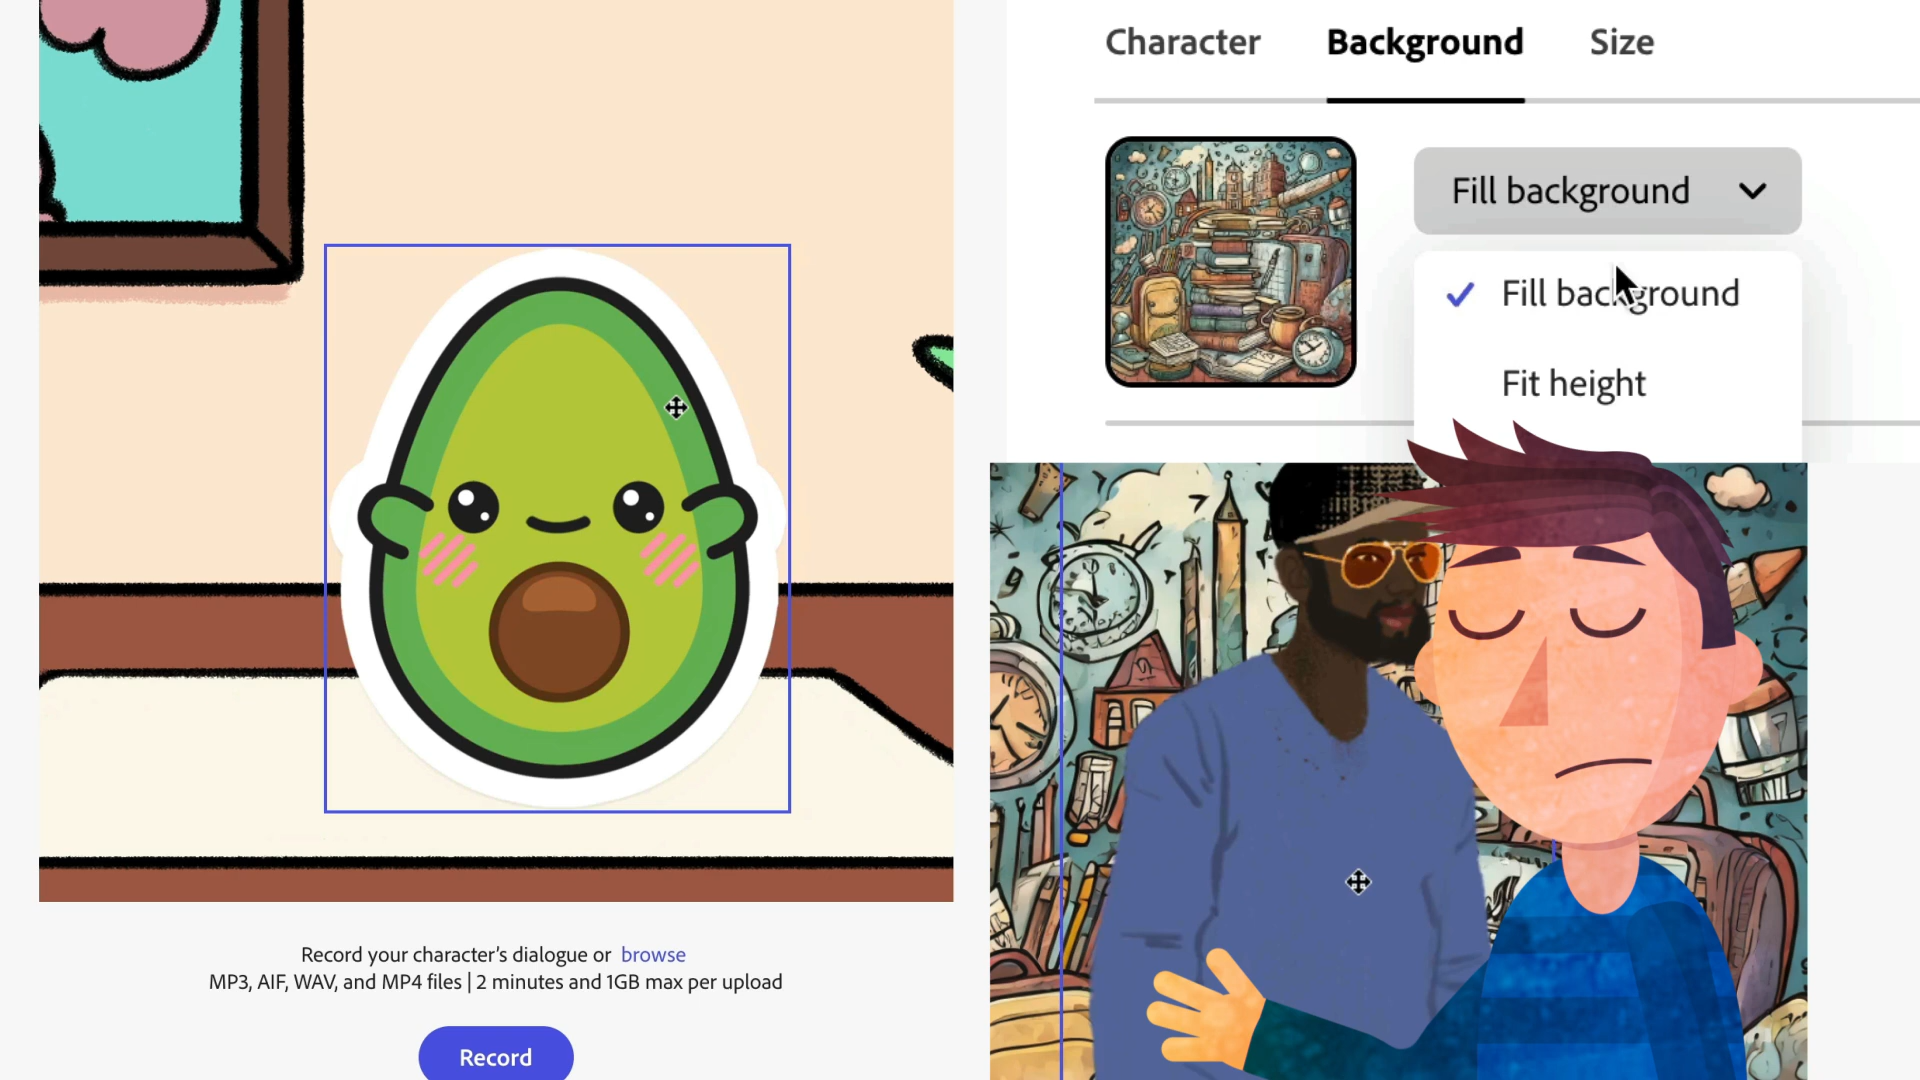 Character Background Size
Fill background
Fill background
Fit height
Record your character’s dialogue or browse
MP3, AIF, WAV, and MP4 files | 2 minutes and 1GB max per upload
Record